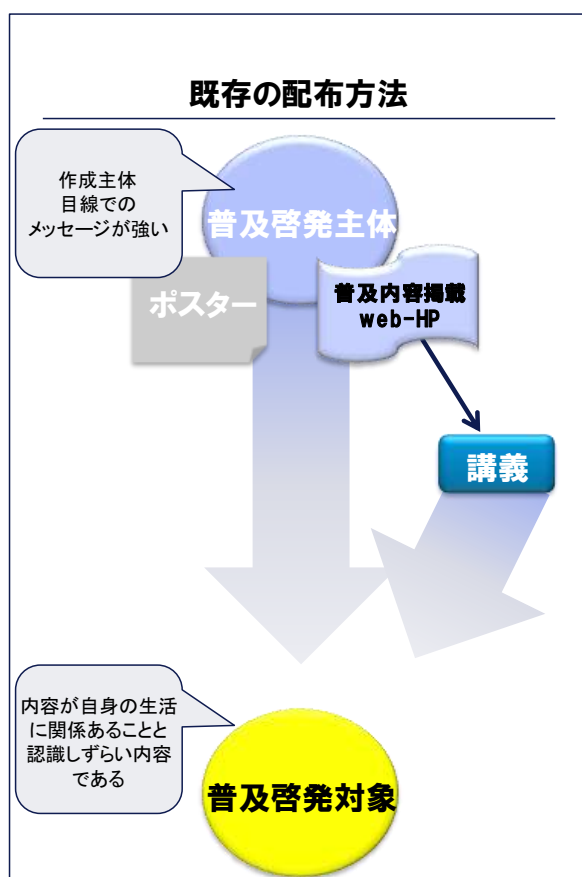 既存の配布方法
作成主体
目線での
メッセージが強い
普及啓発主体
ポスター
普及内容掲載
web-HP
講義
内容が自身の生活
に関係あることと
認識しずらい内容
である
普及啓発対象